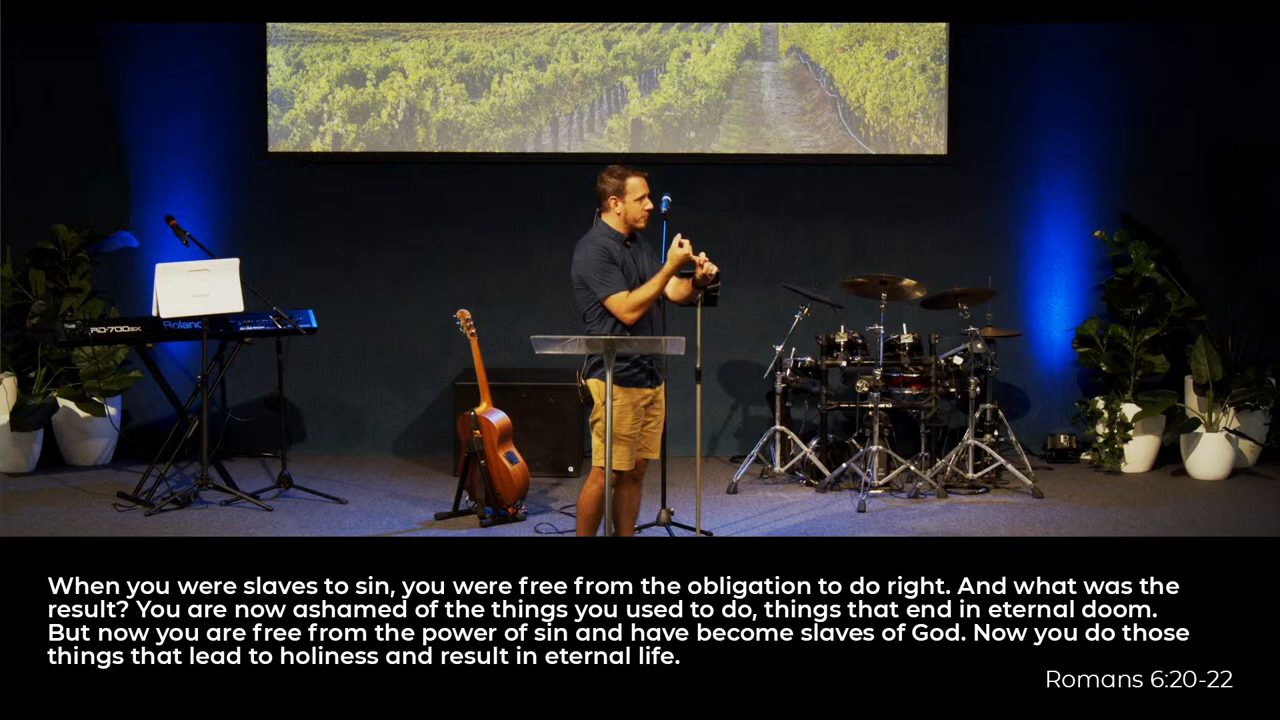 RD-700SX Roland
When you were slaves to sin, you were free from the obligation to do right. And what was the
result? You are now ashamed of the things you used to do, things that end in eternal doom.
But now you are free from the power of sin and have become slaves of God. Now you do those
things that lead to holiness and result in eternal life.
Romans 6:20-22